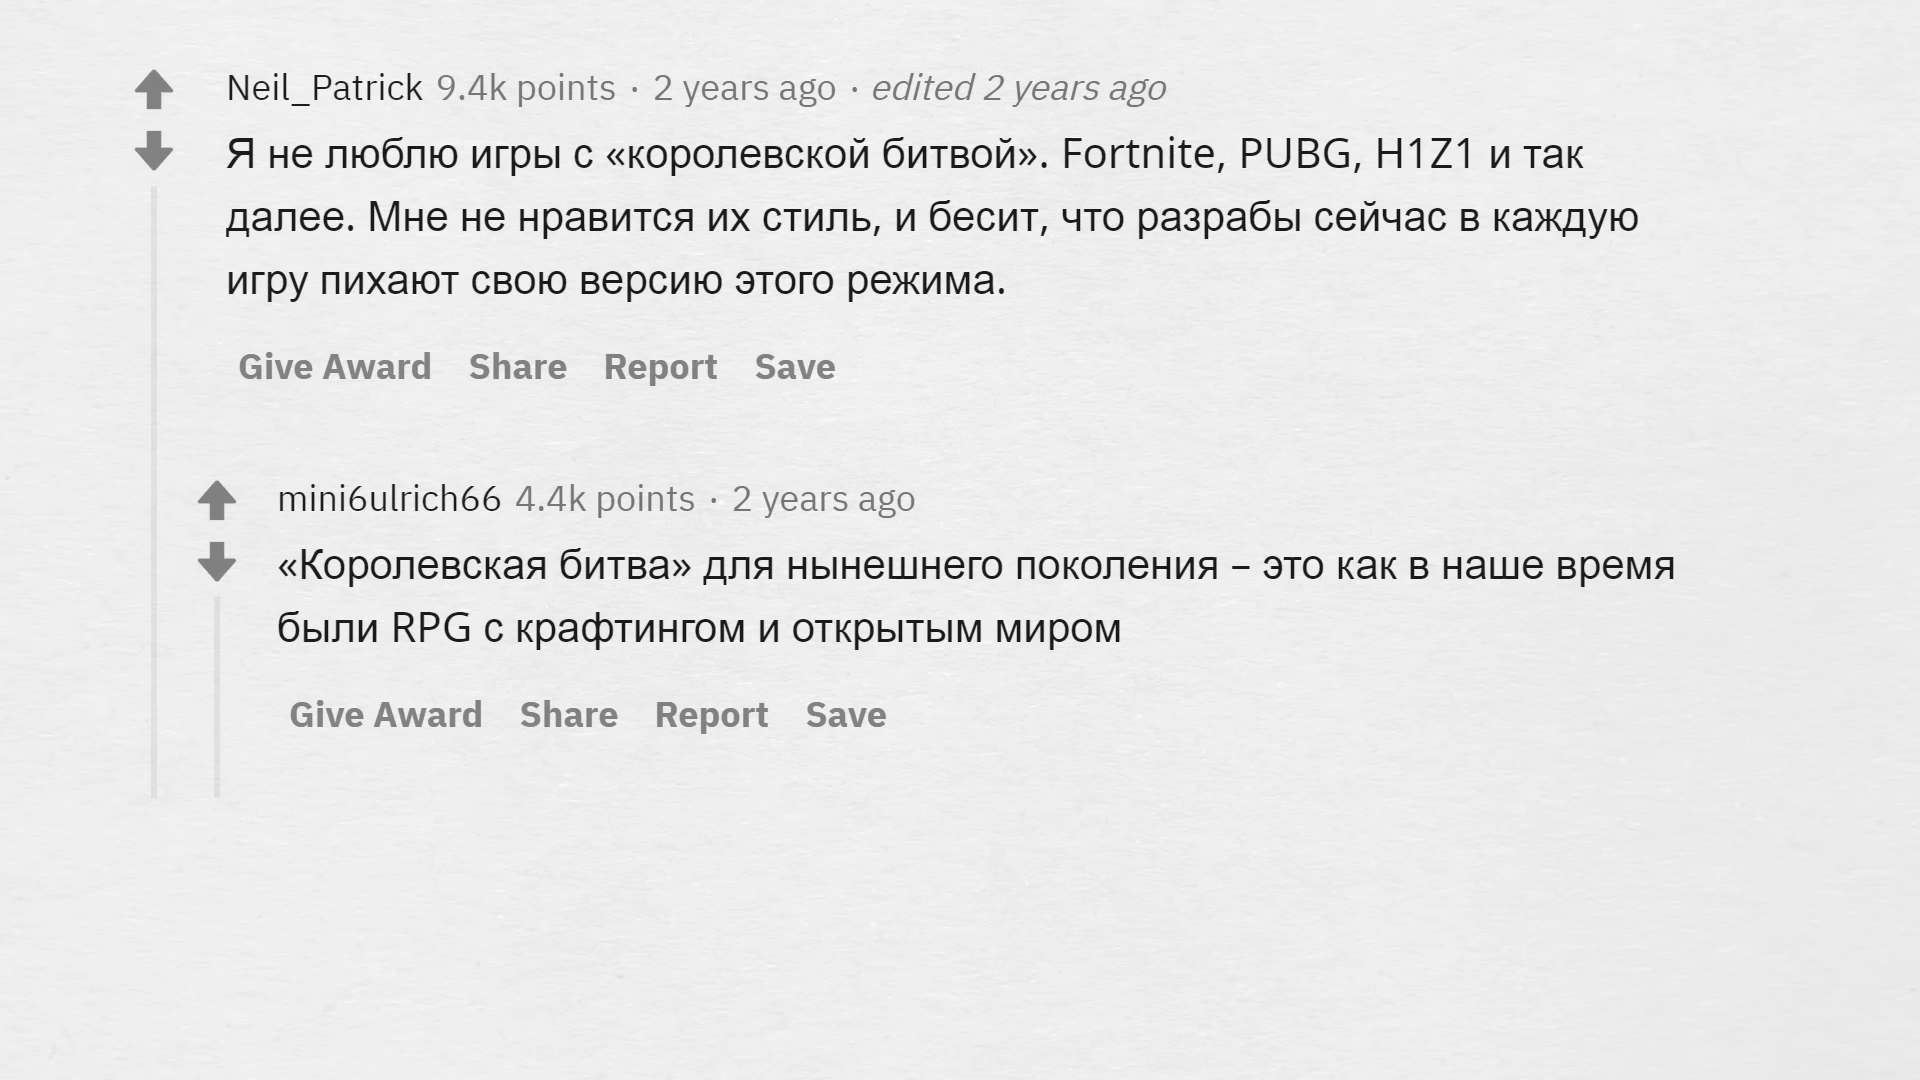 Neil_Patrick 9.4k points · 2 years ago · edited 2 years ago
Я не люблю игры с «королевской битвой». Fortnite, PUBG, H1Z1 и так
далее. Мне не нравится их стиль, и бесит, что разрабы сейчас в каждую
игру пихают свою версию этого режима.
Give Award Share Report Save
mini6ulrich66 4.4k points · 2 years ago
«Королевская битва» для нынешнего поколения – это как в наше время
были RPG с крафтингом и открытым миром
Give Award Share Report Save